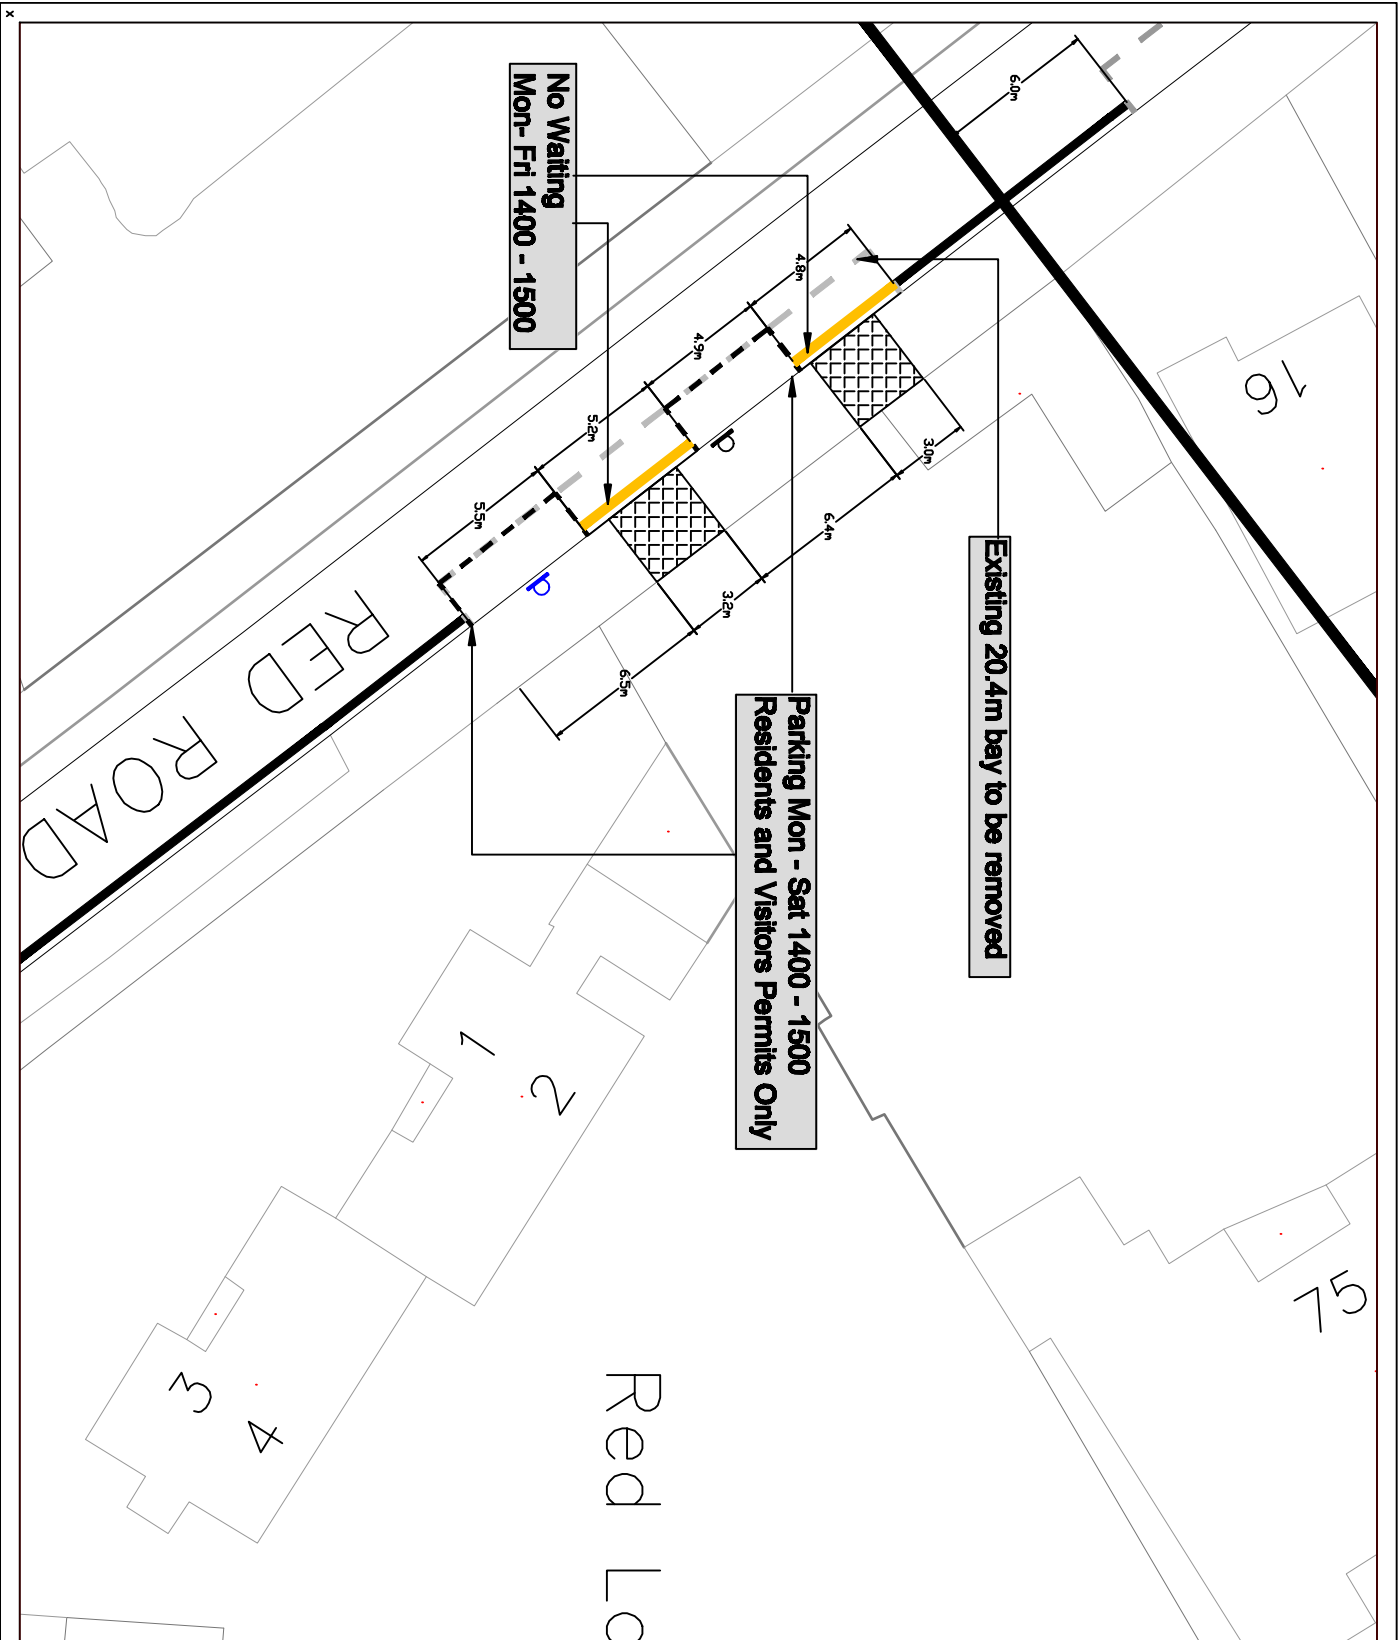 x
No Waiting
Mon- Fri 1400 - 1500
Existing 20.4m bay to be removed
Parking Mon - Sat 1400 - 1500
Residents and Visitors Permits Only
6.0m
4.8m
4.9m
5.2m
5.5m
3.0m
6.4m
3.2m
6.5m
P
P
RED ROAD
16
75
1
2
3
4
Red Lo